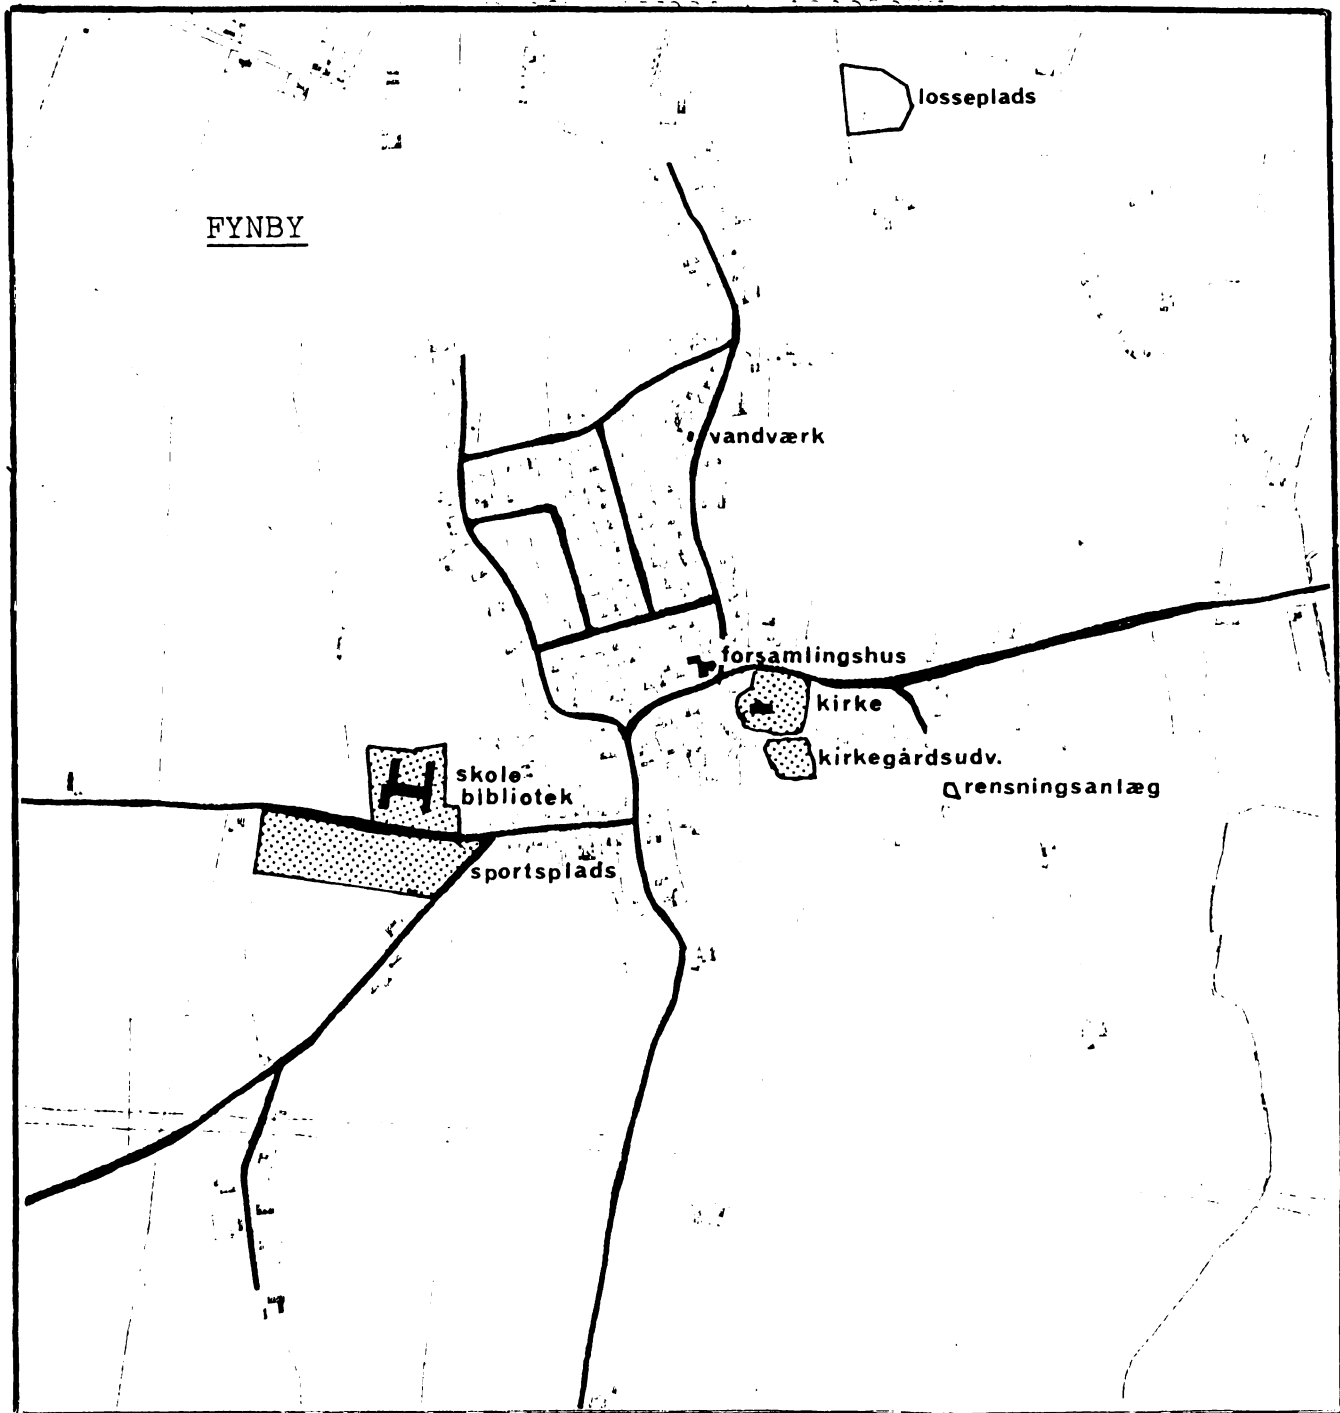 losseplads
FYNBY
vandværk
forsamlingshus
kirke
kirkegårdsudv.
skole-
bibliotek
rensningsanlæg
sportsplads